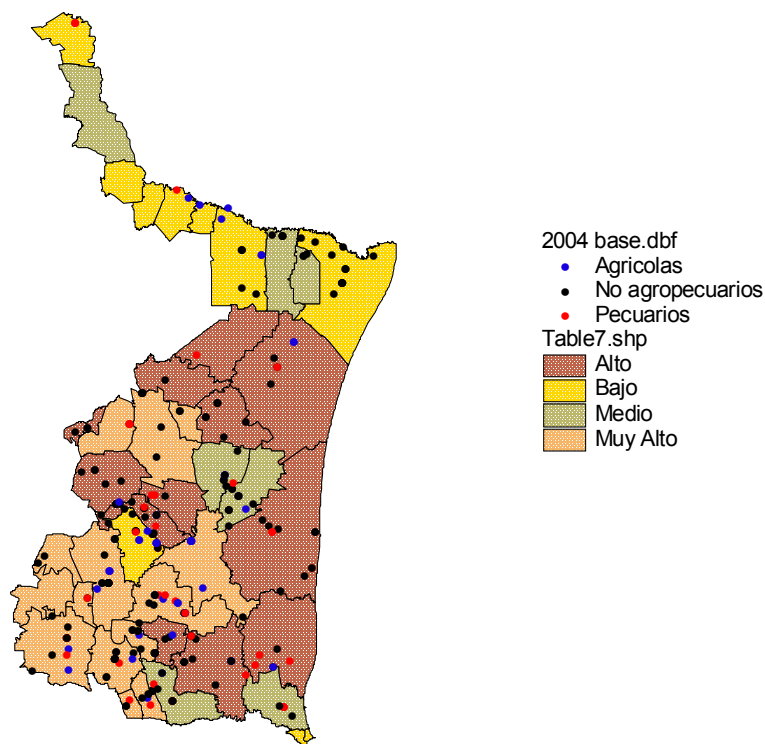 2004 base.dbf
Agricolas
No agropecuarios
Pecuarios
Table7.shp
Alto
Bajo
Medio
Muy Alto